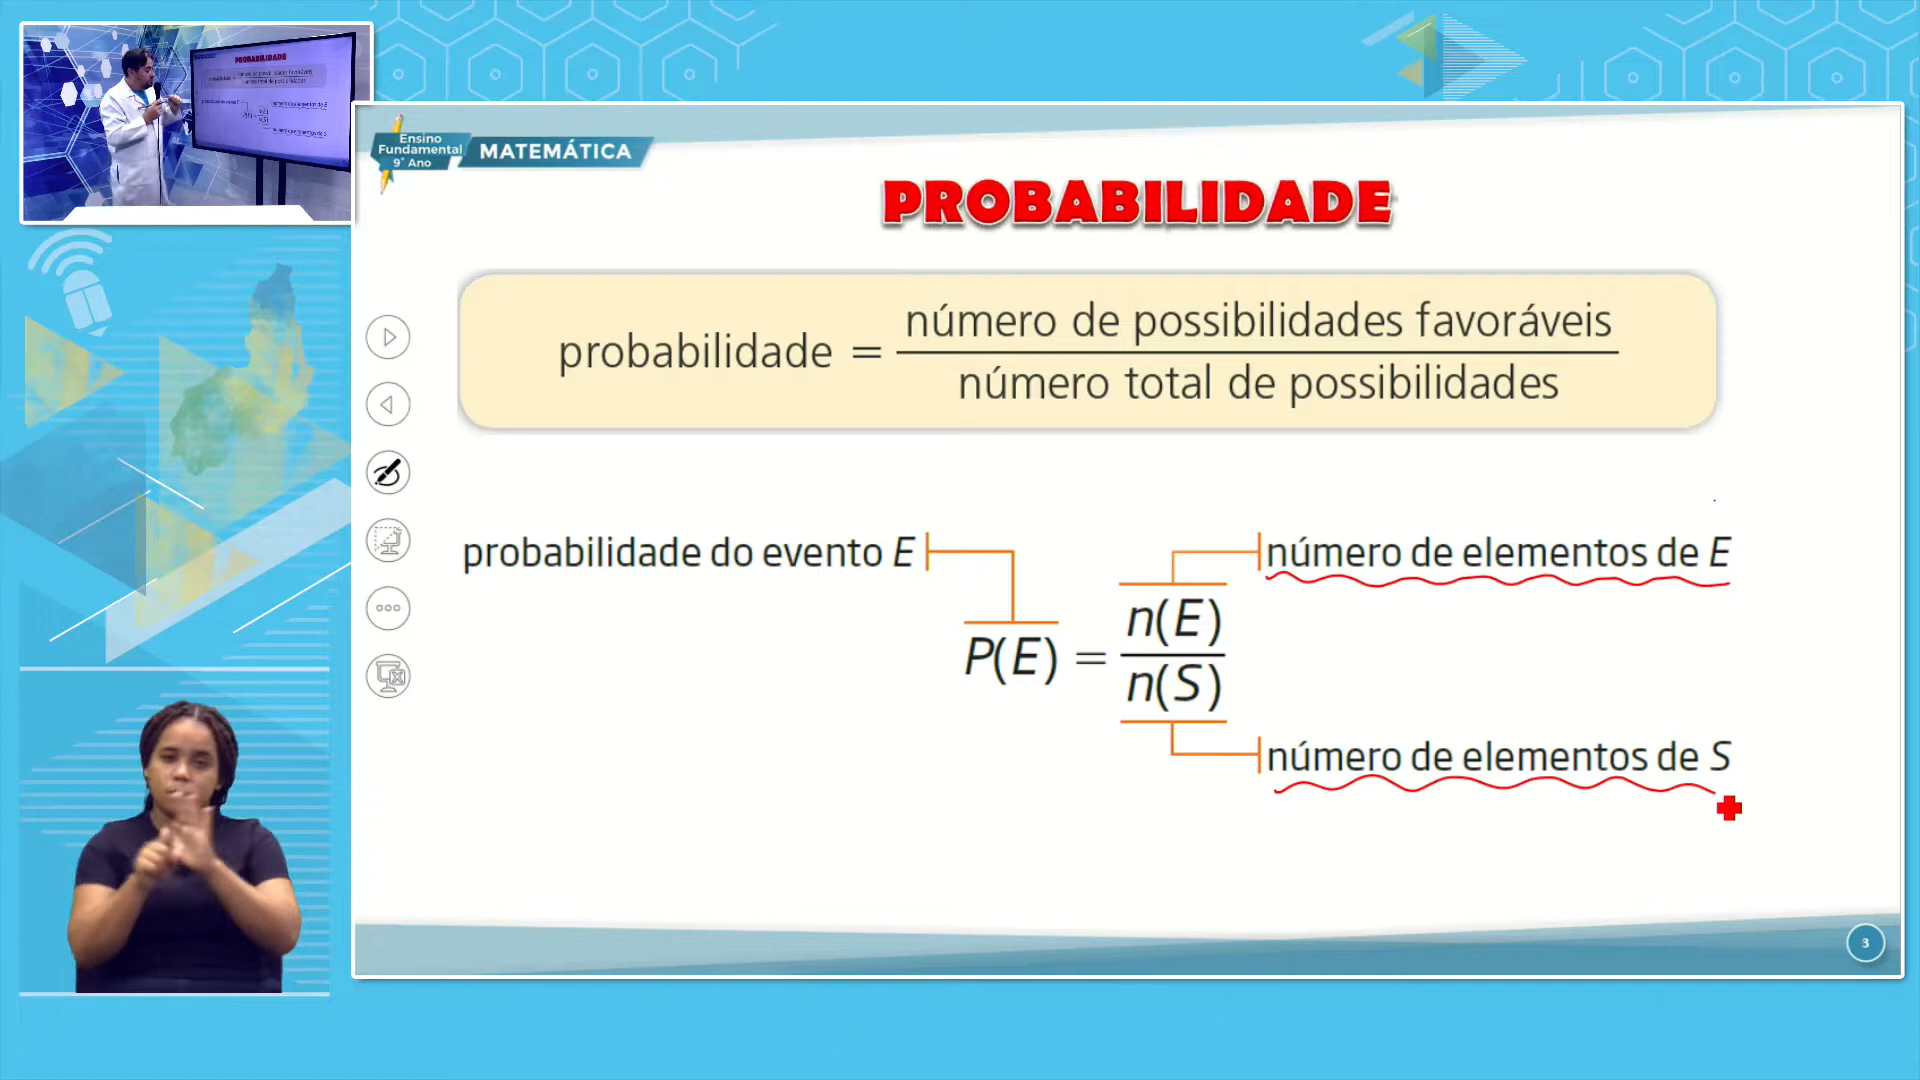 Ensino
Fundamental
9° Ano
MATEMÁTICA
PROBABILIDADE
probabilidade = número de possibilidades favoráveis
número total de possibilidades
probabilidade do evento E
número de elementos de E
P(E) = n(E)
n(S)
número de elementos de S
3
PROBABILIDADE